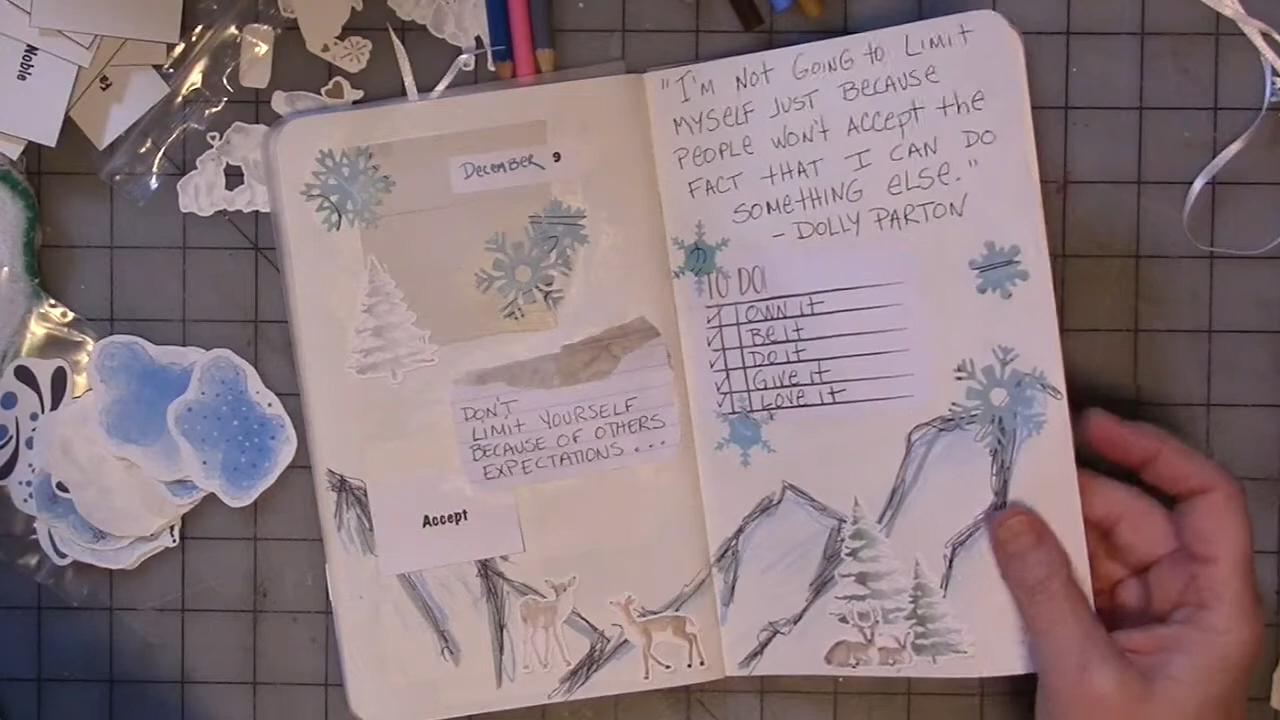 Noble
DECEMBER 9
DON'T
LIMIT YOURSELF
BECAUSE OF OTHERS
EXPECTATIONS...
Accept
"I'M NOT GOING to LIMIT
MYSELF JUST BECAUSE
PEOPLE WON'T ACCEPT the
FACT tHAT I CAN DO
SOMETHING ELSE."
- DOLLY PARTON
TO DO
OWN it
Be it
Do it
Give it
Love it